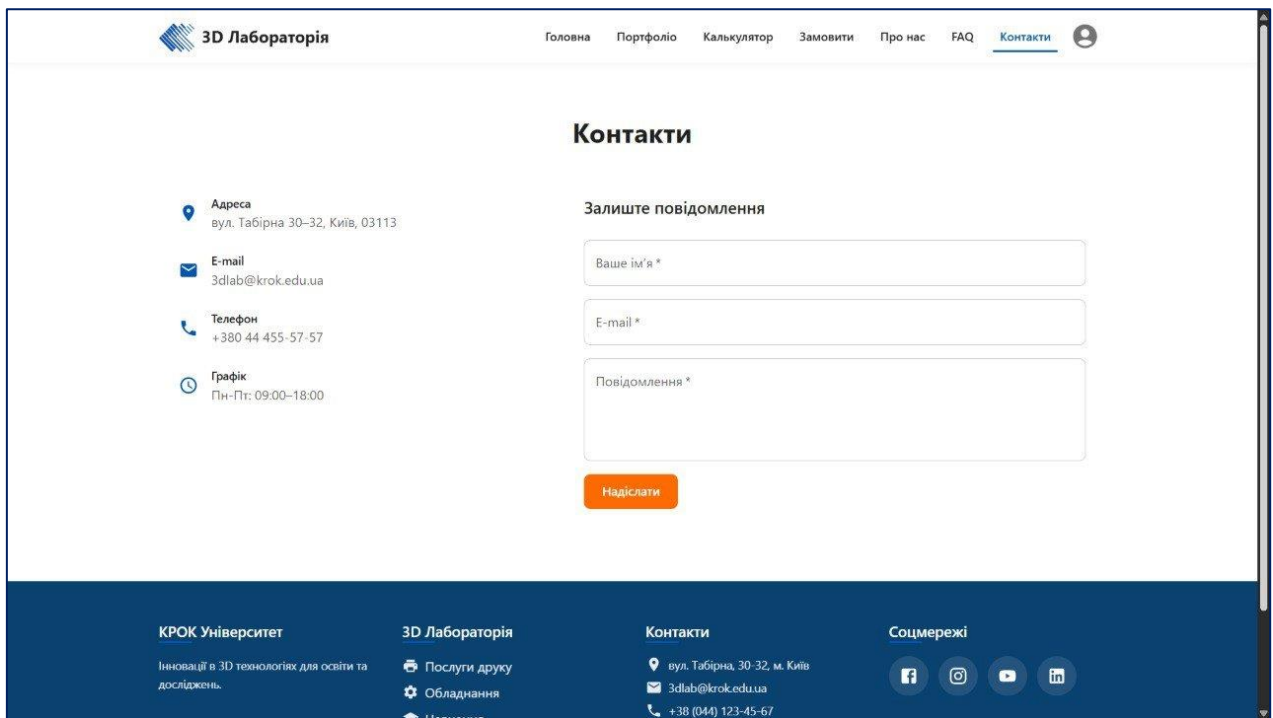 3D Лабораторія
Головна Портфоліо Калькулятор Замовити Про нас FAQ Контакти
Контакти
Адреса
вул. Табірна 30–32, Київ, 03113
E-mail
3dlab@krok.edu.ua
Телефон
+380 44 455-57-57
Графік
Пн-Пт: 09:00–18:00
Залиште повідомлення
Ваше ім'я *
E-mail *
Повідомлення *
Надіслати
КРОК Університет
Інновації в 3D технологіях для освіти та
досліджень.
3D Лабораторія
Послуги друку
Обладнання
Контакти
вул. Табірна, 30-32, м. Київ
3dlab@krok.edu.ua
+38 (044) 123-45-67
Соцмережі